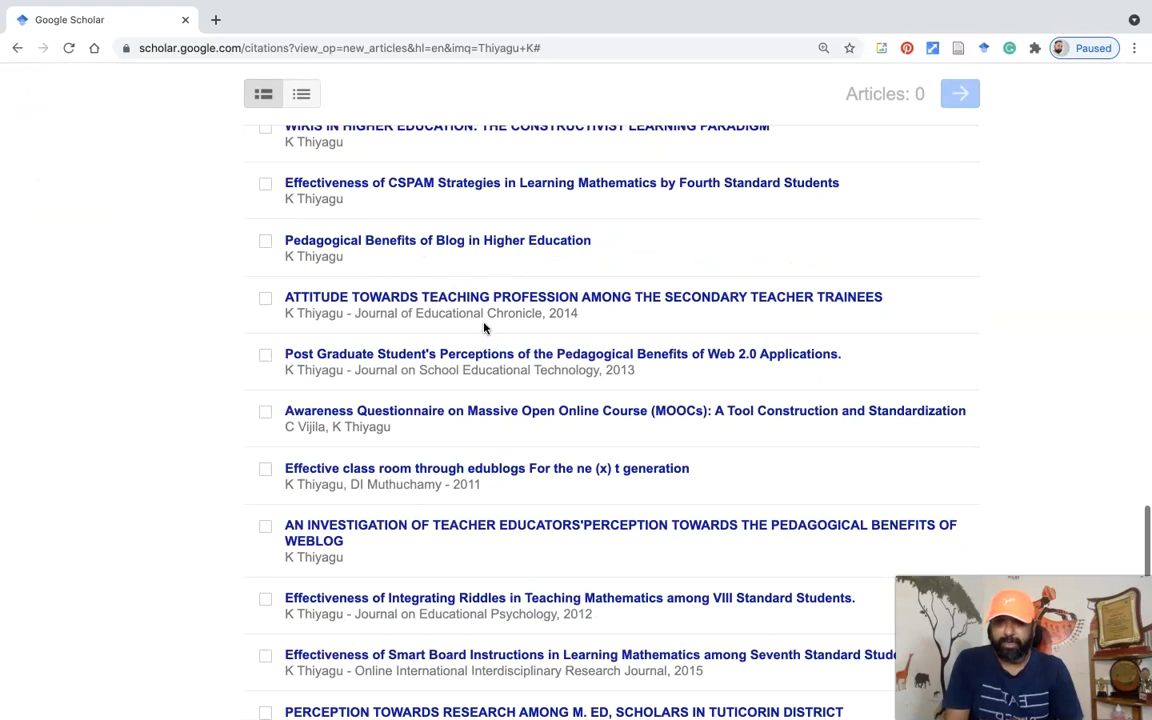 Google Scholar
scholar.google.com/citations?view_op=new_articles&hl=en&imq=Thiyagu+K#
Paused
Articles: 0
WIKIS IN HIGHER EDUCATION: THE CONSTRUCTIVIST LEARNING PARADIGM
K Thiyagu
Effectiveness of CSPAM Strategies in Learning Mathematics by Fourth Standard Students
K Thiyagu
Pedagogical Benefits of Blog in Higher Education
K Thiyagu
ATTITUDE TOWARDS TEACHING PROFESSION AMONG THE SECONDARY TEACHER TRAINEES
K Thiyagu - Journal of Educational Chronicle, 2014
Post Graduate Student's Perceptions of the Pedagogical Benefits of Web 2.0 Applications.
K Thiyagu - Journal on School Educational Technology, 2013
Awareness Questionnaire on Massive Open Online Course (MOOCs): A Tool Construction and Standardization
C Vijila, K Thiyagu
Effective class room through edublogs For the ne (x) t generation
K Thiyagu, DI Muthuchamy - 2011
AN INVESTIGATION OF TEACHER EDUCATORS'PERCEPTION TOWARDS THE PEDAGOGICAL BENEFITS OF
WEBLOG
K Thiyagu
Effectiveness of Integrating Riddles in Teaching Mathematics among VIII Standard Students.
K Thiyagu - Journal on Educational Psychology, 2012
Effectiveness of Smart Board Instructions in Learning Mathematics among Seventh Standard Stude
K Thiyagu - Online International Interdisciplinary Research Journal, 2015
PERCEPTION TOWARDS RESEARCH AMONG M. ED, SCHOLARS IN TUTICORIN DISTRICT